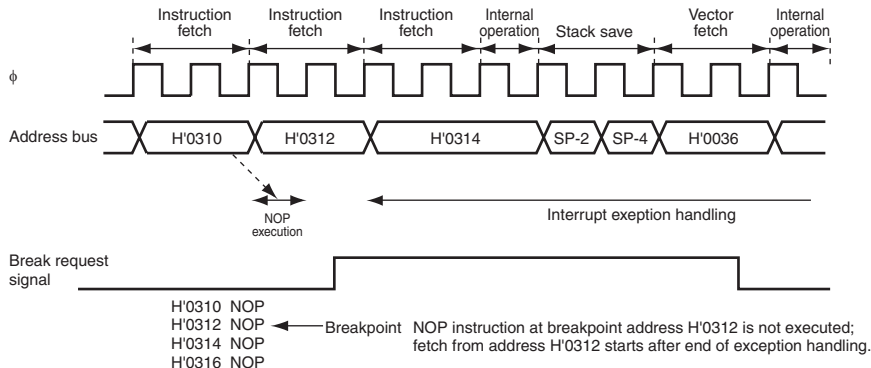 Instruction fetch
Instruction fetch
Instruction fetch
Internal operation
Stack save
Vector fetch
Internal operation
φ
Address bus
H'0310
H'0312
H'0314
SP-2
SP-4
H'0036
NOP execution
Interrupt exeption handling
Break request signal
H'0310 NOP
H'0312 NOP
H'0314 NOP
H'0316 NOP
Breakpoint
NOP instruction at breakpoint address H'0312 is not executed;
fetch from address H'0312 starts after end of exception handling.